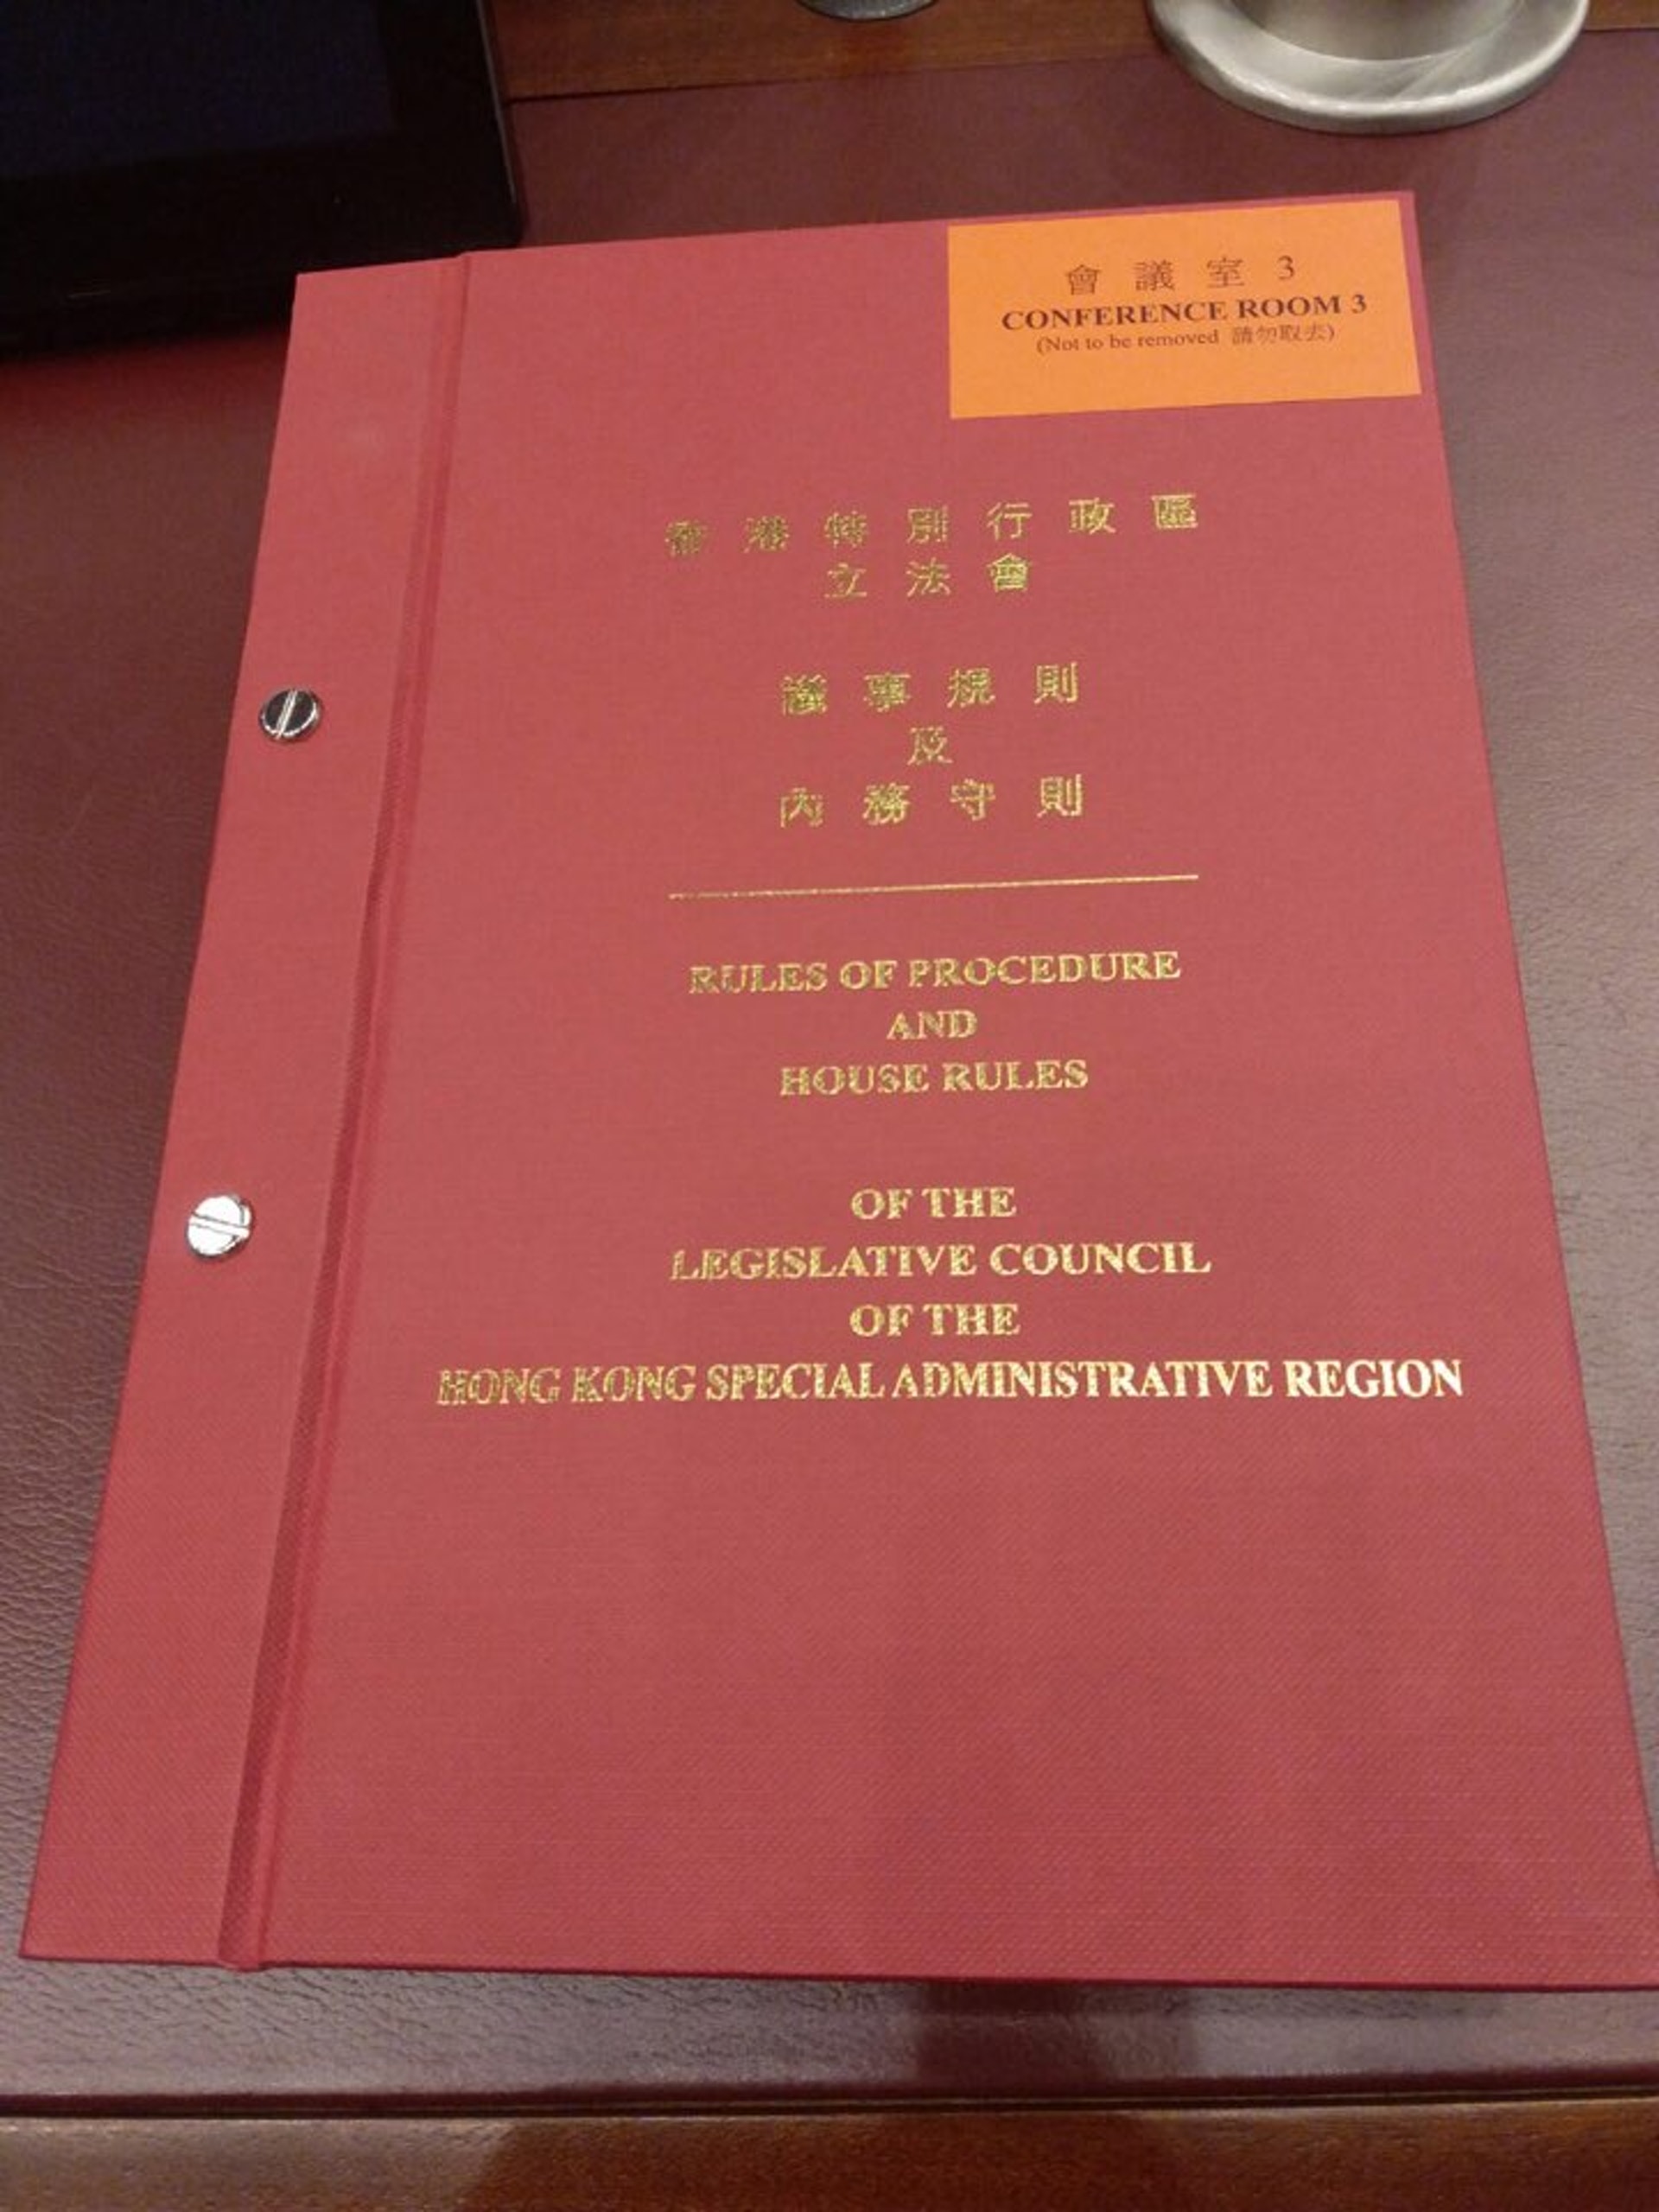 會議室 3
CONFERENCE ROOM 3
(Not to be removed 請勿取去)
香港特別行政區
立法會
議事規則
及
內務守則
RULES OF PROCEDURE
AND
HOUSE RULES
OF THE
LEGISLATIVE COUNCIL
OF THE
HONG KONG SPECIAL ADMINISTRATIVE REGION